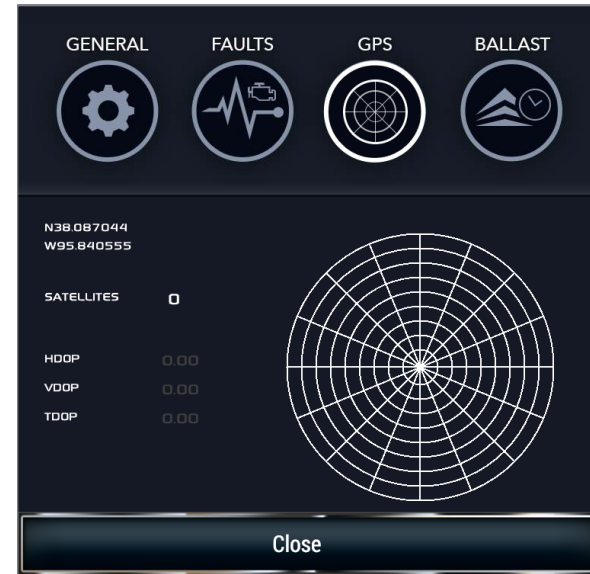 GENERAL FAULTS GPS BALLAST
N38.087044
W95.840555
SATELLITES 0
HDOP 0.00
VDOP 0.00
TDOP 0.00
Close